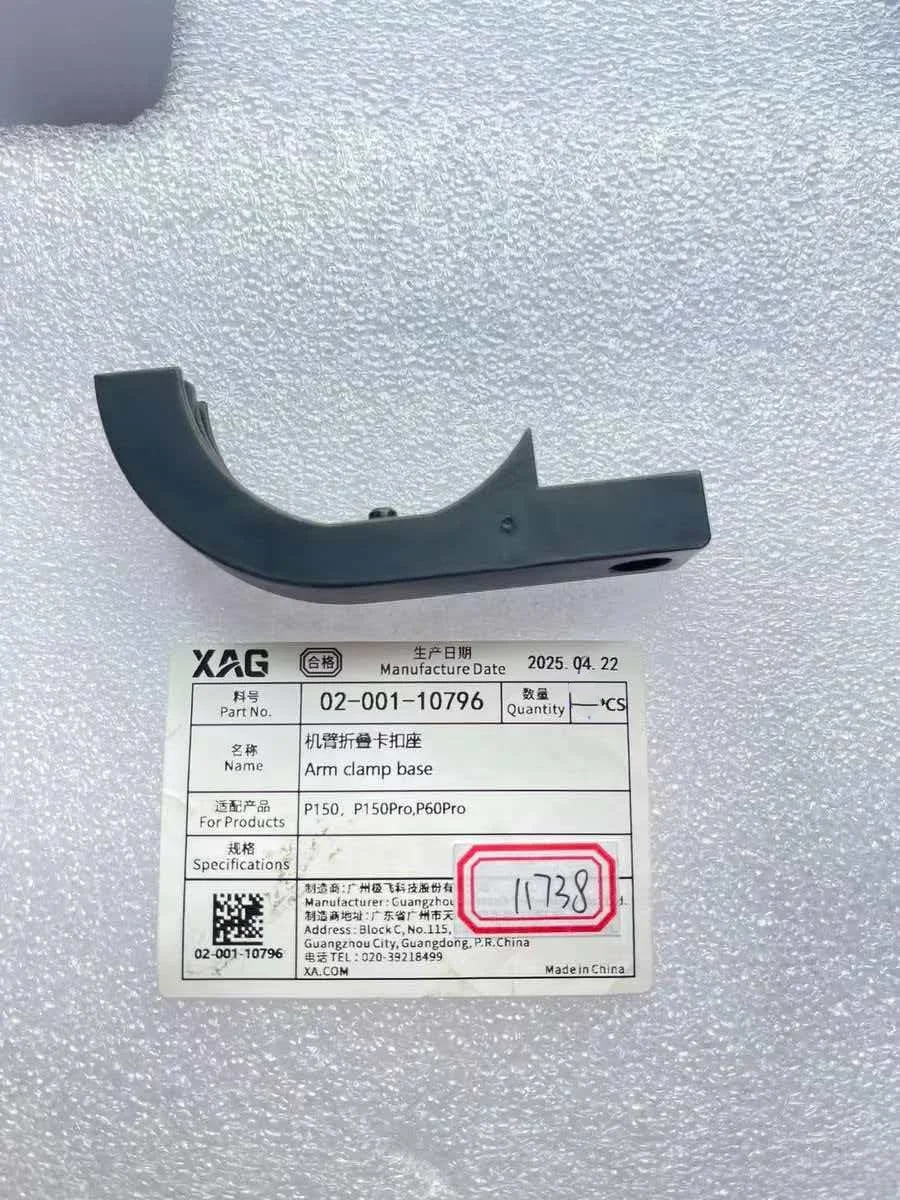 XAG 合格 生产日期 Manufacture Date 2025.04.22
料号 Part No. 02-001-10796 数量 Quantity CS
名称 Name 机臂折叠卡扣座
Arm clamp base
适配产品 For Products P150, P150Pro,P60Pro
规格 Specifications
11738
制造商:广州极飞科技股份有
Manufacturer:Guangzhou d.
制造商地址:广东省广州市天
Address:Block C, No.115,
Guangzhou City, Guangdong, P.R.China
电话 TEL:020-39218499
XA.COM Made in China
02-001-10796